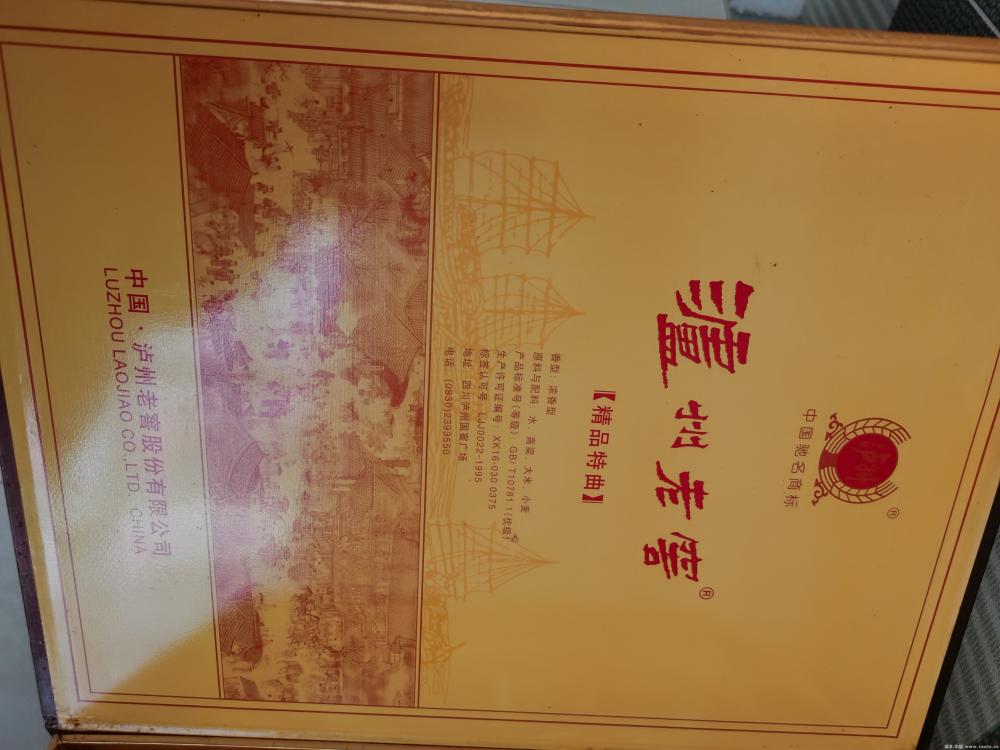 中国驰名商标
®
瀘州老窖®
【精品特曲】
香型：浓香型
原料与配料：水、高粱、大米、小麦
产品标准号(等级)：GB/T10781.1(优级)
生产许可证编号：XK16-030 0375
标签认可号：LJJ0022-1995
地址：四川泸州国窖广场
电话：(0830)2393650
中国·泸州老窖股份有限公司
LUZHOU LAOJIAO CO.,LTD. CHINA